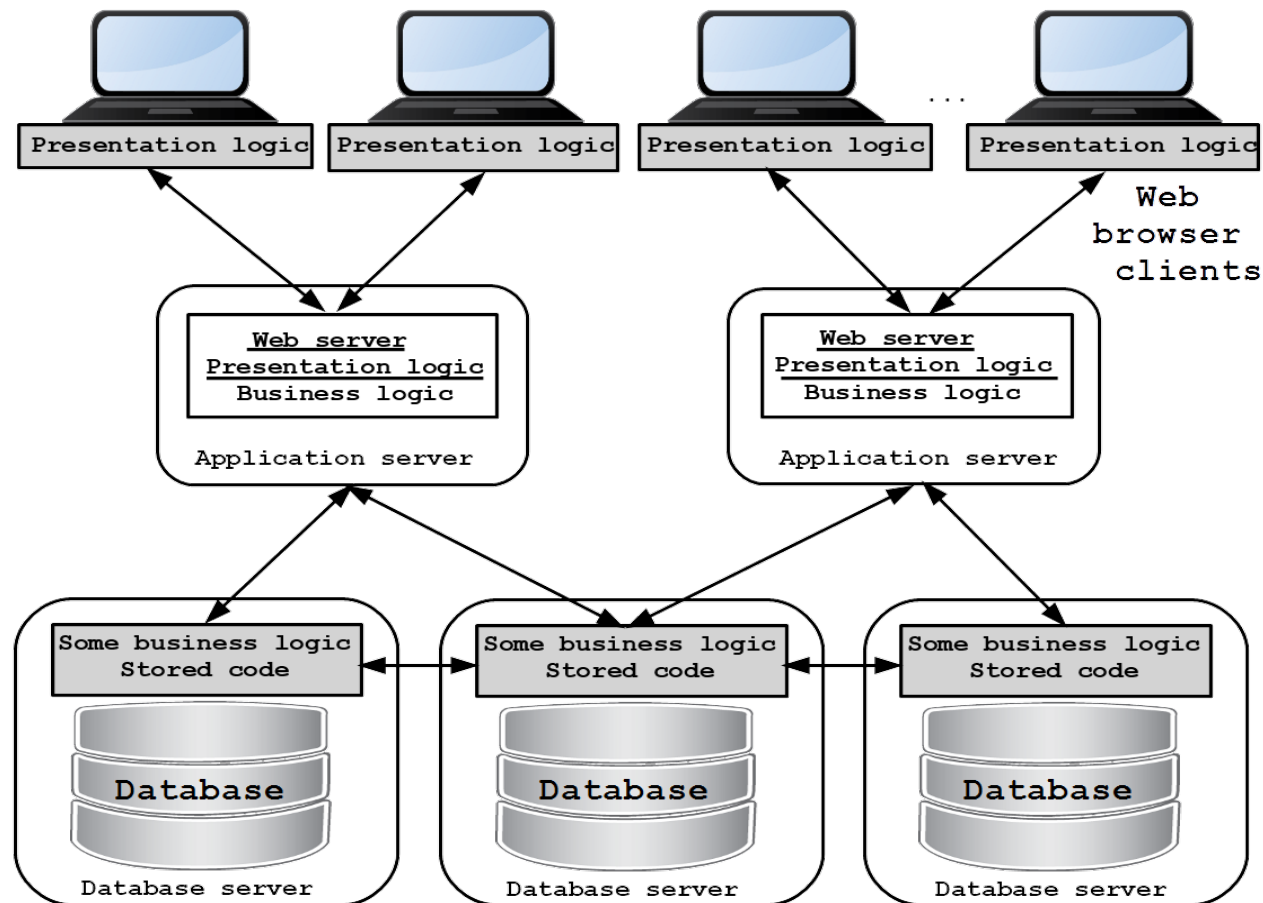 ...
Presentation logic
Presentation logic
Presentation logic
Presentation logic
Web
browser
clients
Web server
Presentation logic
Business logic
Application server
Web server
Presentation logic
Business logic
Application server
Some business logic
Stored code
Database
Database server
Some business logic
Stored code
Database
Database server
Some business logic
Stored code
Database
Database server